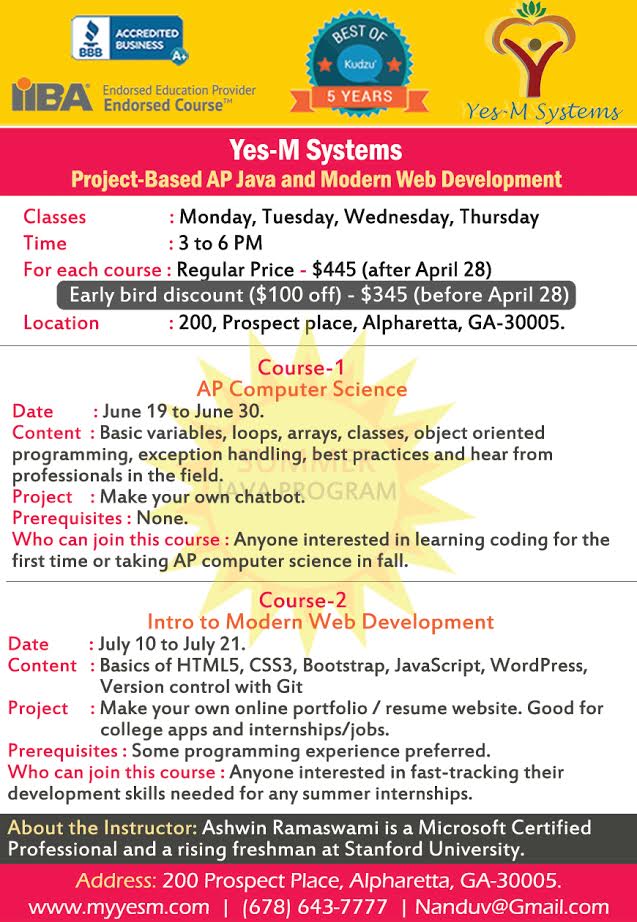 BBB
ACCREDITED
BUSINESS
A+
IIBA® Endorsed Education Provider
Endorsed Course™
BEST OF
Kudzu
5 YEARS
Yes-M Systems
Yes-M Systems
Project-Based AP Java and Modern Web Development
Classes : Monday, Tuesday, Wednesday, Thursday
Time : 3 to 6 PM
For each course : Regular Price - $445 (after April 28)
Early bird discount ($100 off) - $345 (before April 28)
Location : 200, Prospect place, Alpharetta, GA-30005.
Course-1
AP Computer Science
Date : June 19 to June 30.
Content : Basic variables, loops, arrays, classes, object oriented
programming, exception handling, best practices and hear from
professionals in the field.
SUMMER
JAVA PROGRAM
Project : Make your own chatbot.
Prerequisites : None.
Who can join this course : Anyone interested in learning coding for the
first time or taking AP computer science in fall.
Course-2
Intro to Modern Web Development
Date : July 10 to July 21.
Content : Basics of HTML5, CSS3, Bootstrap, JavaScript, WordPress,
Version control with Git
Project : Make your own online portfolio / resume website. Good for
college apps and internships/jobs.
Prerequisites : Some programming experience preferred.
Who can join this course : Anyone interested in fast-tracking their
development skills needed for any summer internships.
About the Instructor: Ashwin Ramaswami is a Microsoft Certified
Professional and a rising freshman at Stanford University.
Address: 200 Prospect Place, Alpharetta, GA-30005.
www.myyesm.com | (678) 643-7777 | Nanduv@Gmail.com